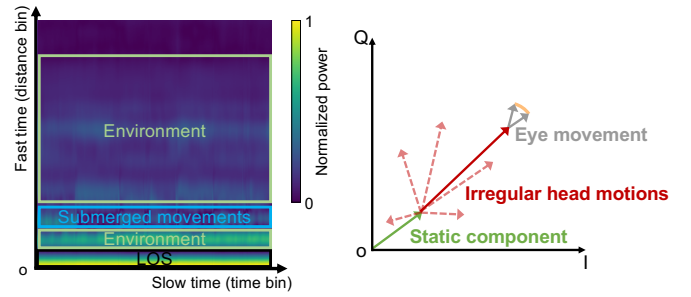 Fast time (distance bin)
Environment
Submerged movements
Environment
LOS
o
Slow time (time bin)
1
Normalized power
0
Q
Eye movement
Irregular head motions
Static component
o
I